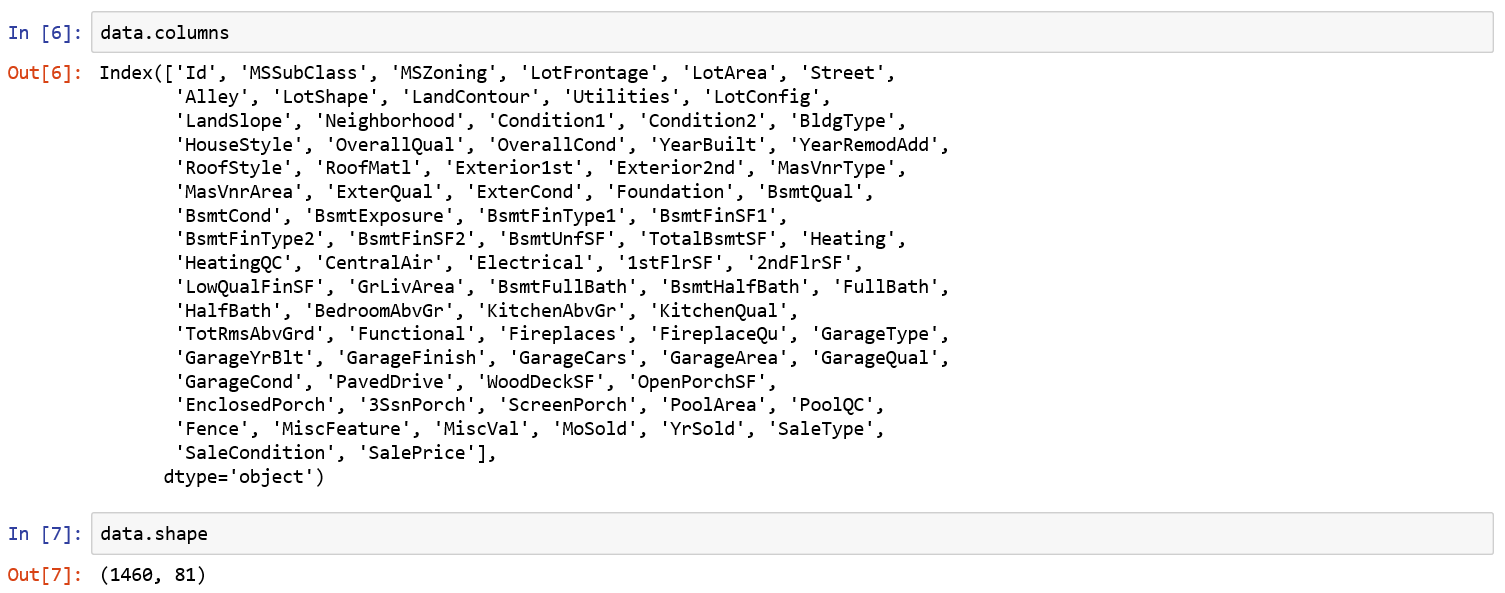 In [6]: data.columns
Out[6]: Index(['Id', 'MSSubClass', 'MSZoning', 'LotFrontage', 'LotArea', 'Street',
'Alley', 'LotShape', 'LandContour', 'Utilities', 'LotConfig',
'LandSlope', 'Neighborhood', 'Condition1', 'Condition2', 'BldgType',
'HouseStyle', 'OverallQual', 'OverallCond', 'YearBuilt', 'YearRemodAdd',
'RoofStyle', 'RoofMatl', 'Exterior1st', 'Exterior2nd', 'MasVnrType',
'MasVnrArea', 'ExterQual', 'ExterCond', 'Foundation', 'BsmtQual',
'BsmtCond', 'BsmtExposure', 'BsmtFinType1', 'BsmtFinSF1',
'BsmtFinType2', 'BsmtFinSF2', 'BsmtUnfSF', 'TotalBsmtSF', 'Heating',
'HeatingQC', 'CentralAir', 'Electrical', '1stFlrSF', '2ndFlrSF',
'LowQualFinSF', 'GrLivArea', 'BsmtFullBath', 'BsmtHalfBath', 'FullBath',
'HalfBath', 'BedroomAbvGr', 'KitchenAbvGr', 'KitchenQual',
'TotRmsAbvGrd', 'Functional', 'Fireplaces', 'FireplaceQu', 'GarageType',
'GarageYrBlt', 'GarageFinish', 'GarageCars', 'GarageArea', 'GarageQual',
'GarageCond', 'PavedDrive', 'WoodDeckSF', 'OpenPorchSF',
'EnclosedPorch', '3SsnPorch', 'ScreenPorch', 'PoolArea', 'PoolQC',
'Fence', 'MiscFeature', 'MiscVal', 'MoSold', 'YrSold', 'SaleType',
'SaleCondition', 'SalePrice'],
dtype='object')
In [7]: data.shape
Out[7]: (1460, 81)